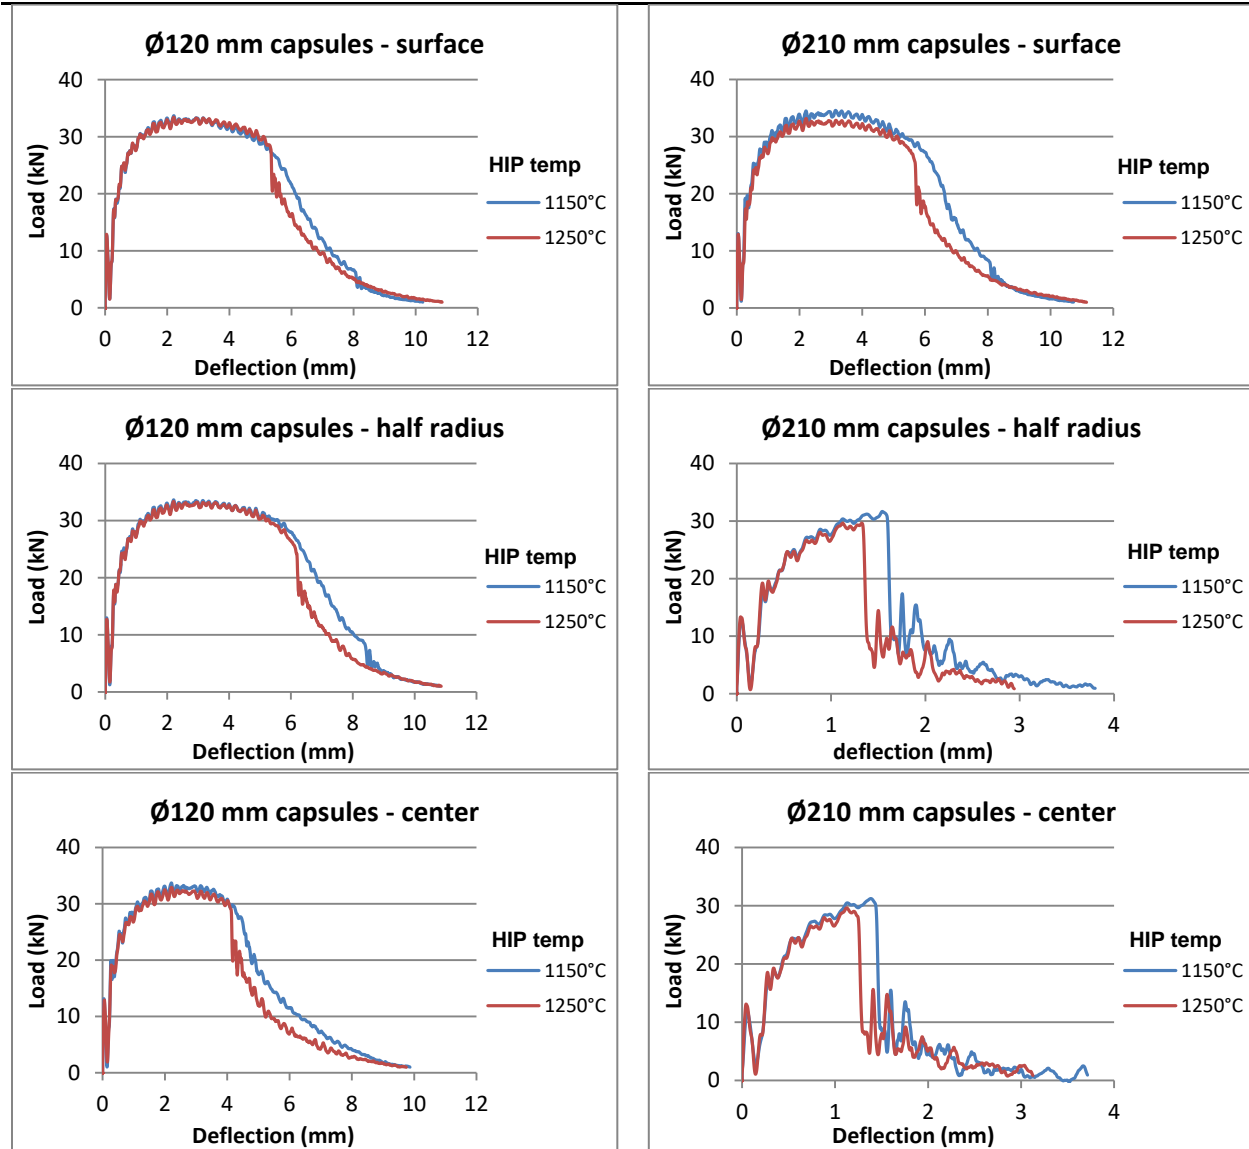 Ø120 mm capsules - surface
40
30
20
10
0
Load (kN)
0 2 4 6 8 10 12
Deflection (mm)
HIP temp
1150°C
1250°C
Ø210 mm capsules - surface
40
30
20
10
0
Load (kN)
0 2 4 6 8 10 12
Deflection (mm)
HIP temp
1150°C
1250°C
Ø120 mm capsules - half radius
40
30
20
10
0
Load (kN)
0 2 4 6 8 10 12
Deflection (mm)
HIP temp
1150°C
1250°C
Ø210 mm capsules - half radius
40
30
20
10
0
Load (kN)
0 1 2 3 4
deflection (mm)
HIP temp
1150°C
1250°C
Ø120 mm capsules - center
40
30
20
10
0
Load (kN)
0 2 4 6 8 10 12
Deflection (mm)
HIP temp
1150°C
1250°C
Ø210 mm capsules - center
40
30
20
10
0
Load (kN)
0 1 2 3 4
Deflection (mm)
HIP temp
1150°C
1250°C